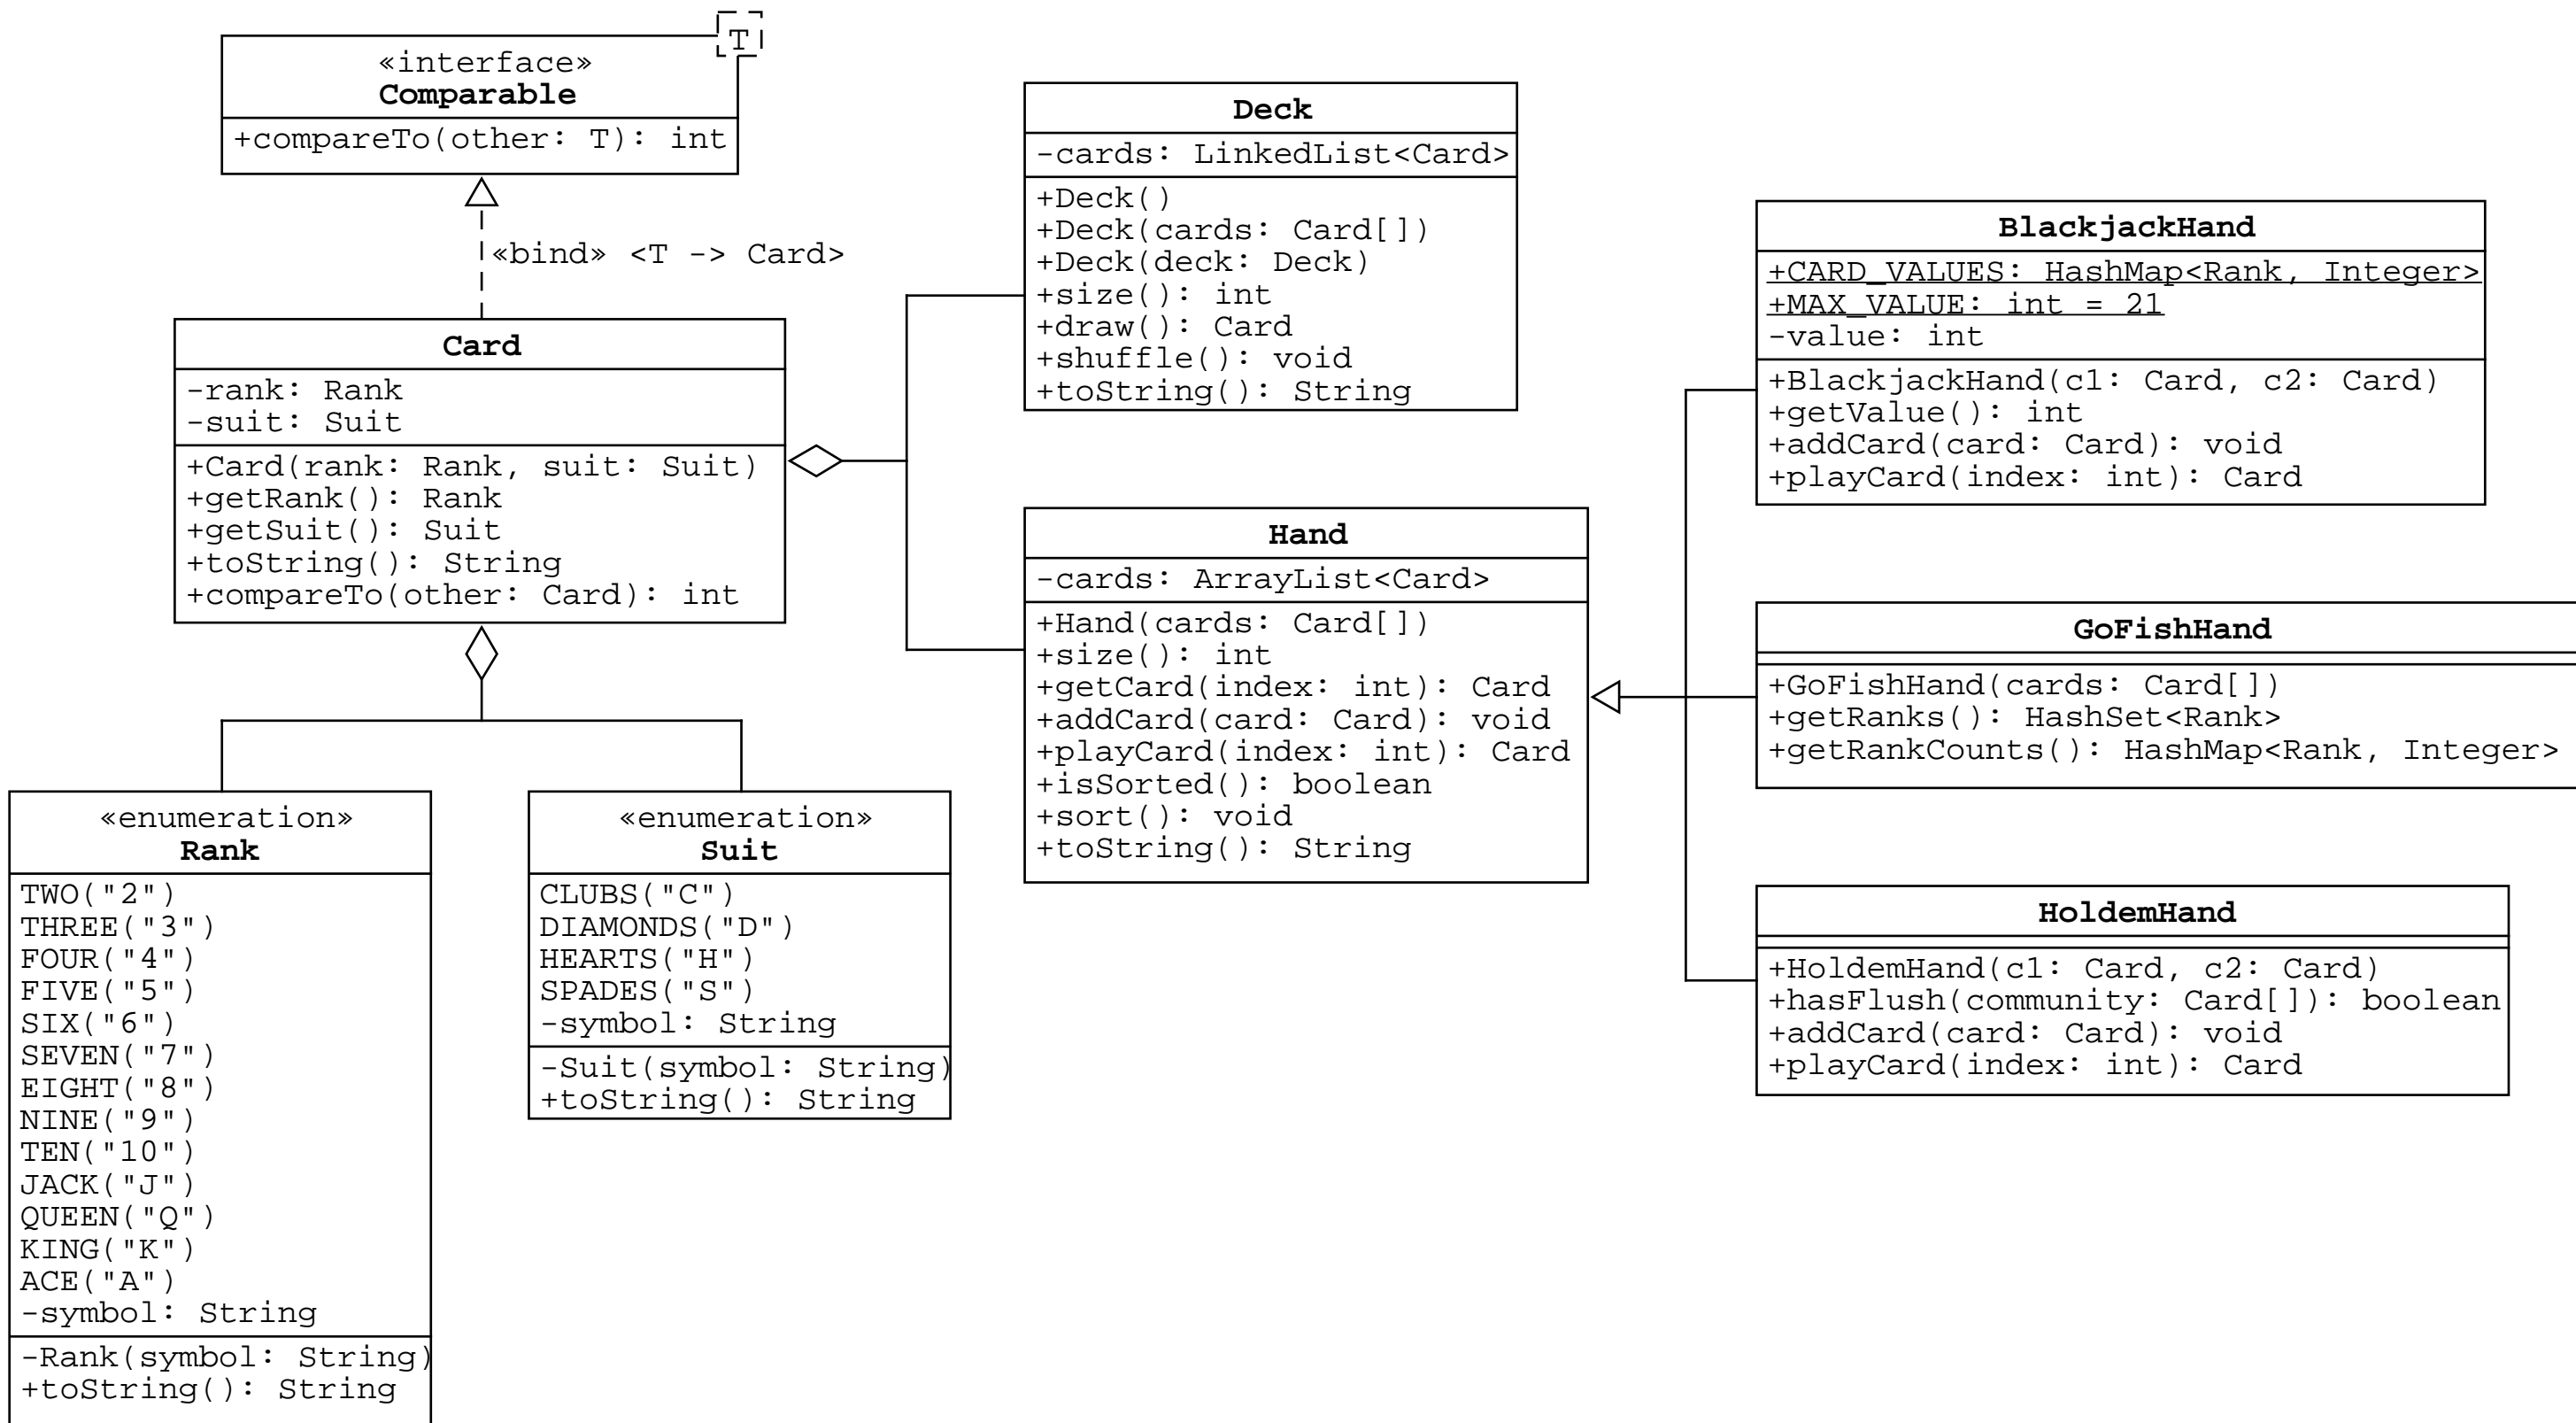 T
«interface»
Comparable
+compareTo(other: T): int
«bind» <T -> Card>
Card
-rank: Rank
-suit: Suit
+Card(rank: Rank, suit: Suit)
+getRank(): Rank
+getSuit(): Suit
+toString(): String
+compareTo(other: Card): int
«enumeration»
Rank
TWO("2")
THREE("3")
FOUR("4")
FIVE("5")
SIX("6")
SEVEN("7")
EIGHT("8")
NINE("9")
TEN("10")
JACK("J")
QUEEN("Q")
KING("K")
ACE("A")
-symbol: String
-Rank(symbol: String)
+toString(): String
«enumeration»
Suit
CLUBS("C")
DIAMONDS("D")
HEARTS("H")
SPADES("S")
-symbol: String
-Suit(symbol: String)
+toString(): String
Deck
-cards: LinkedList<Card>
+Deck()
+Deck(cards: Card[])
+Deck(deck: Deck)
+size(): int
+draw(): Card
+shuffle(): void
+toString(): String
Hand
-cards: ArrayList<Card>
+Hand(cards: Card[])
+size(): int
+getCard(index: int): Card
+addCard(card: Card): void
+playCard(index: int): Card
+isSorted(): boolean
+sort(): void
+toString(): String
BlackjackHand
+CARD_VALUES: HashMap<Rank, Integer>
+MAX_VALUE: int = 21
-value: int
+BlackjackHand(c1: Card, c2: Card)
+getValue(): int
+addCard(card: Card): void
+playCard(index: int): Card
GoFishHand
+GoFishHand(cards: Card[])
+getRanks(): HashSet<Rank>
+getRankCounts(): HashMap<Rank, Integer>
HoldemHand
+HoldemHand(c1: Card, c2: Card)
+hasFlush(community: Card[]): boolean
+addCard(card: Card): void
+playCard(index: int): Card